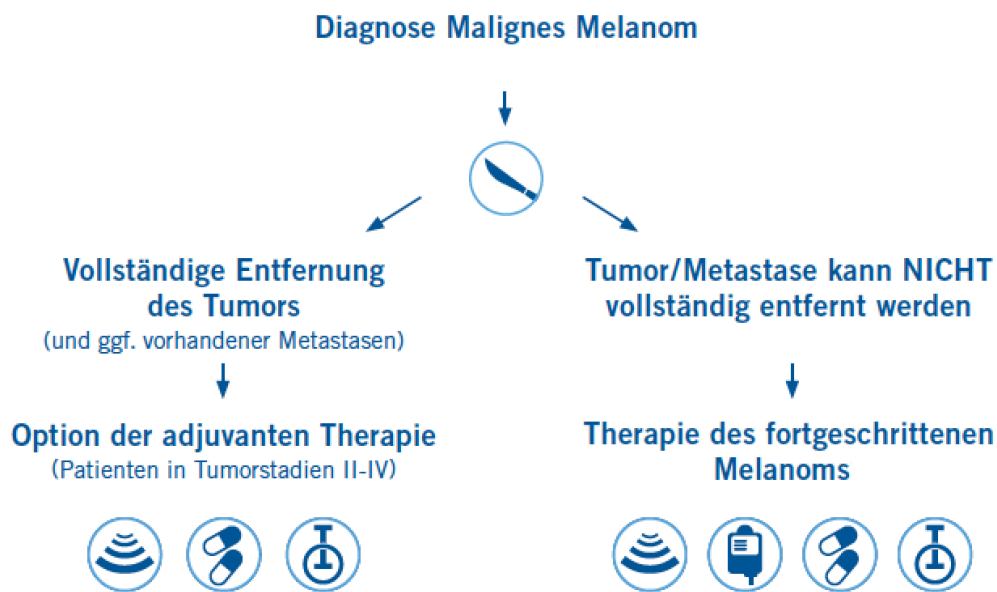 Diagnose Malignes Melanom
Vollständige Entfernung
des Tumors
(und ggf. vorhandener Metastasen)
Option der adjuvanten Therapie
(Patienten in Tumorstadien II-IV)
Tumor/Metastase kann NICHT
vollständig entfernt werden
Therapie des fortgeschrittenen
Melanoms